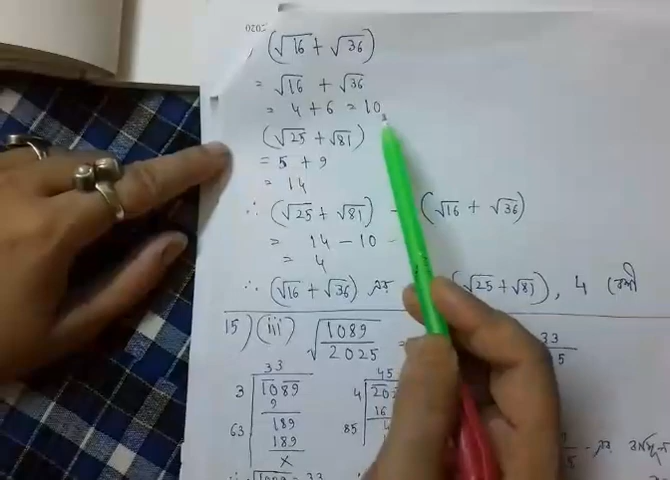 (√16 + √36)
= √16 + √36
= 4 + 6 = 10
(√25 + √81)
= 5 + 9
= 14
∴ (√25 + √81) - (√16 + √36)
= 14 - 10
= 4
∴ (√16 + √36) এর (√25 + √81), 4 বেশী
15) (iii) √(1089/2025) =
33
3 | 1089
9
63 | 189
189
x
45
4 |
16
85
33